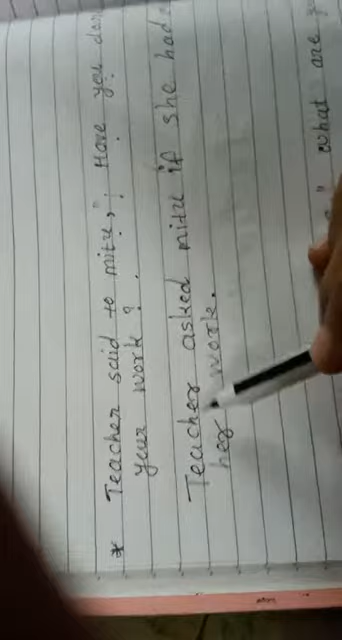 * Teacher said to mitu, " Have you
your work ?
Teacher asked mitu if she had
her work.
" what are